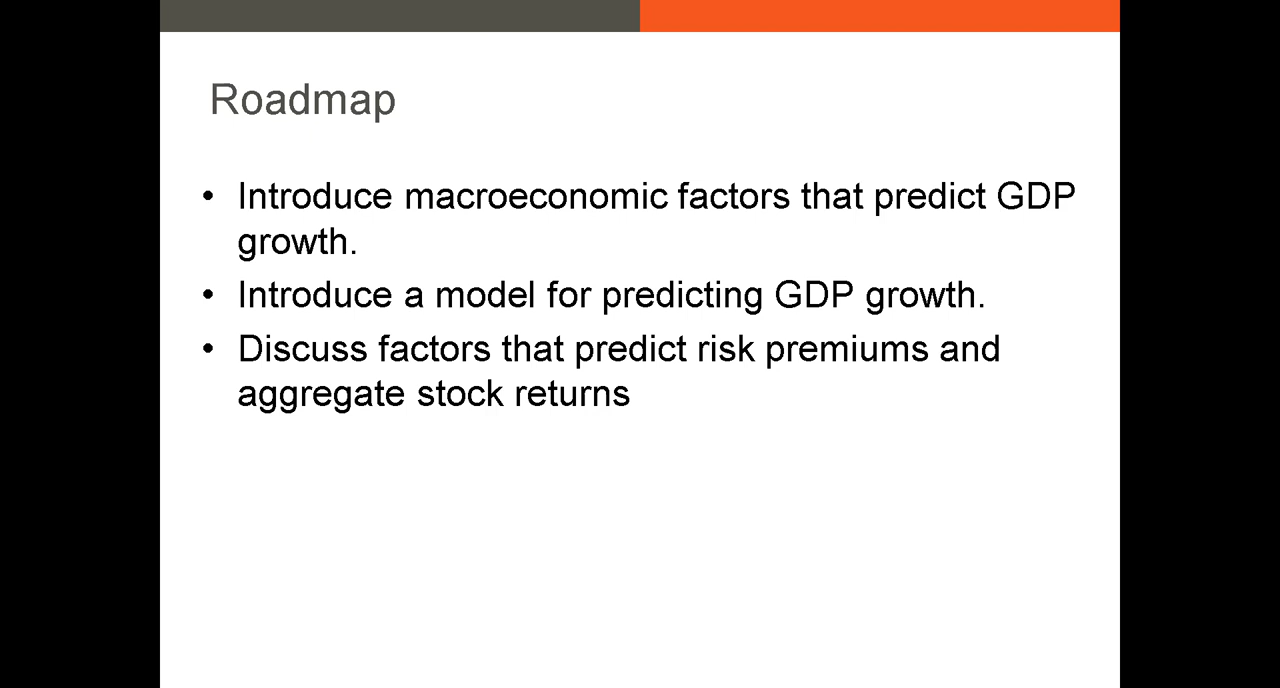 Roadmap
• Introduce macroeconomic factors that predict GDP
growth.
• Introduce a model for predicting GDP growth.
• Discuss factors that predict risk premiums and
aggregate stock returns